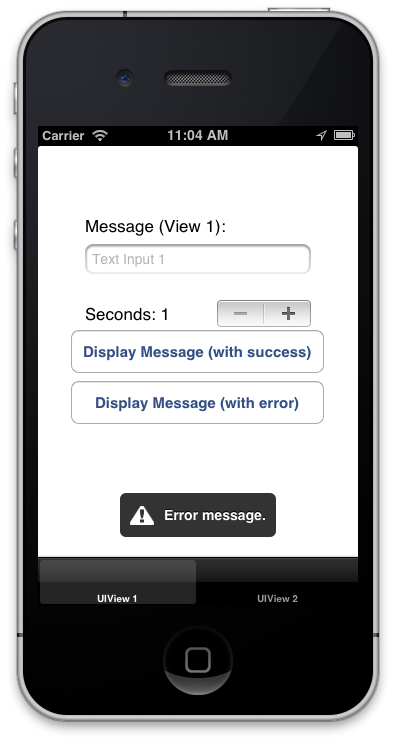 Carrier 11:04 AM
Message (View 1):
Text Input 1
Seconds: 1
Display Message (with success)
Display Message (with error)
Error message.
UIView 1 UIView 2